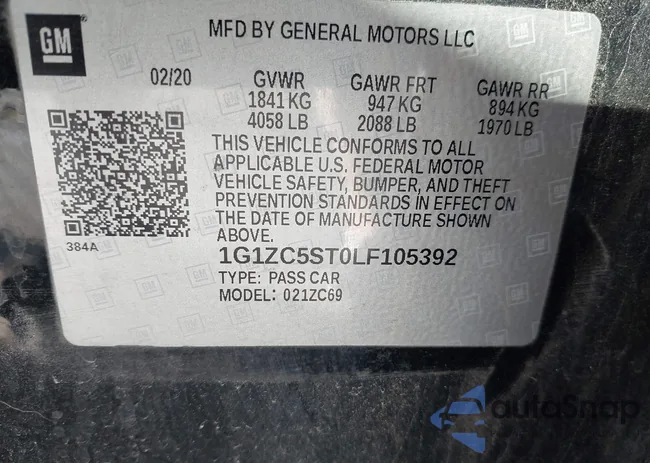 GM
MFD BY GENERAL MOTORS LLC
02/20 GVWR GAWR FRT GAWR RR
1841 KG 947 KG 894 KG
4058 LB 2088 LB 1970 LB
THIS VEHICLE CONFORMS TO ALL
APPLICABLE U.S. FEDERAL MOTOR
VEHICLE SAFETY, BUMPER, AND THEFT
PREVENTION STANDARDS IN EFFECT ON
THE DATE OF MANUFACTURE SHOWN
ABOVE.
384A
1G1ZC5ST0LF105392
TYPE: PASS CAR
MODEL: 021ZC69
autoSnap